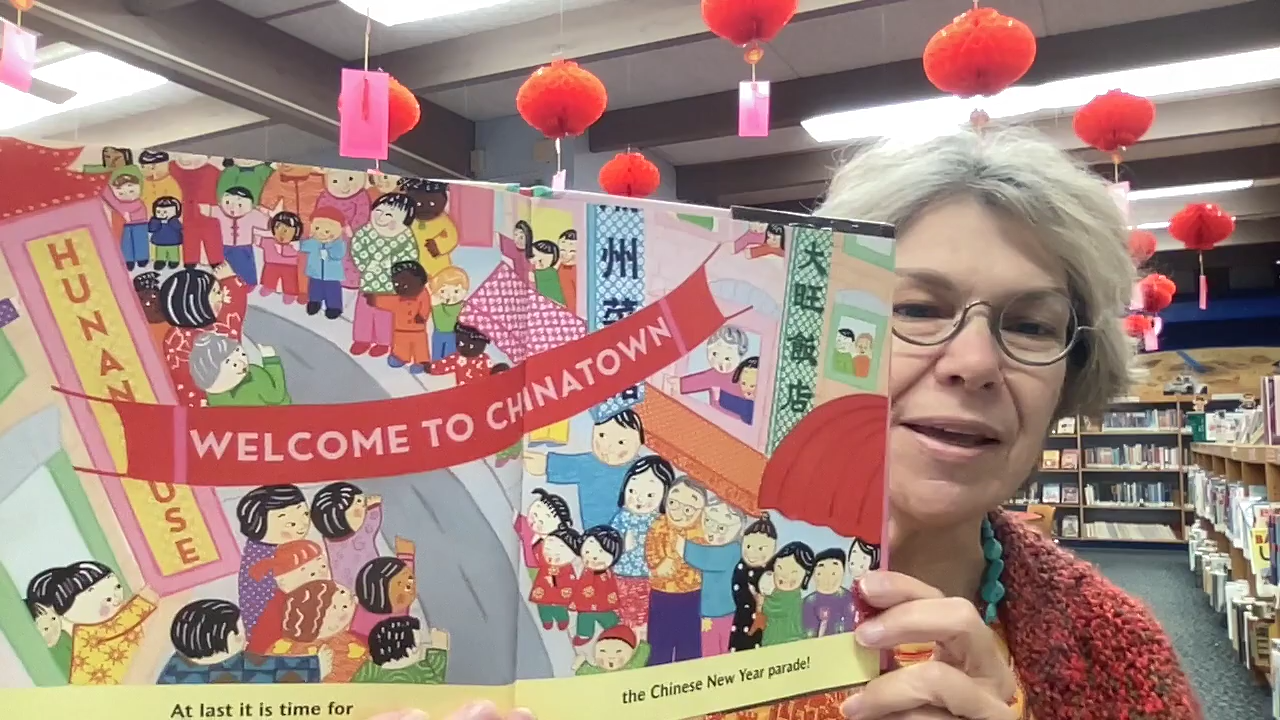 HUNAN
USE
WELCOME TO CHINATOWN
州菜
大旺飯店
At last it is time for
the Chinese New Year parade!